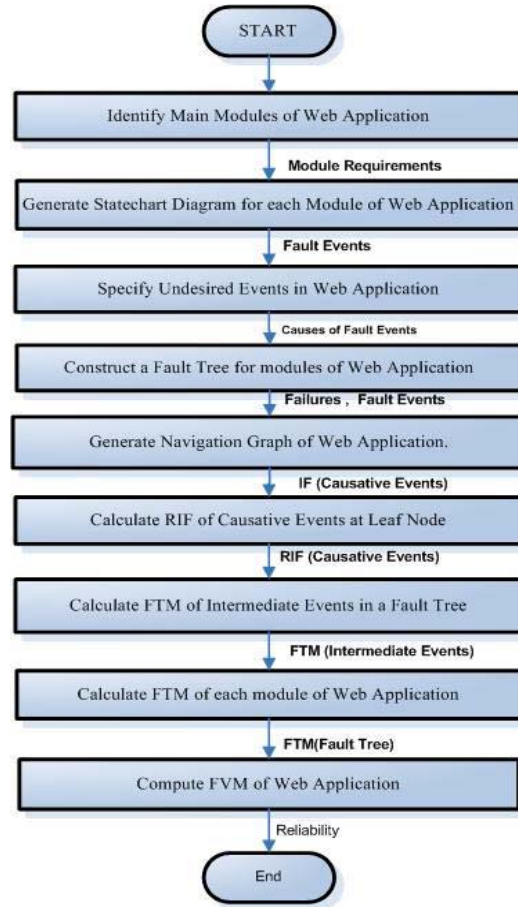 START
Identify Main Modules of Web Application
Module Requirements
Generate Statechart Diagram for each Module of Web Application
Fault Events
Specify Undesired Events in Web Application
Causes of Fault Events
Construct a Fault Tree for modules of Web Application
Failures , Fault Events
Generate Navigation Graph of Web Application.
IF (Causative Events)
Calculate RIF of Causative Events at Leaf Node
RIF (Causative Events)
Calculate FTM of Intermediate Events in a Fault Tree
FTM (Intermediate Events)
Calculate FTM of each module of Web Application
FTM(Fault Tree)
Compute FVM of Web Application
Reliability
End